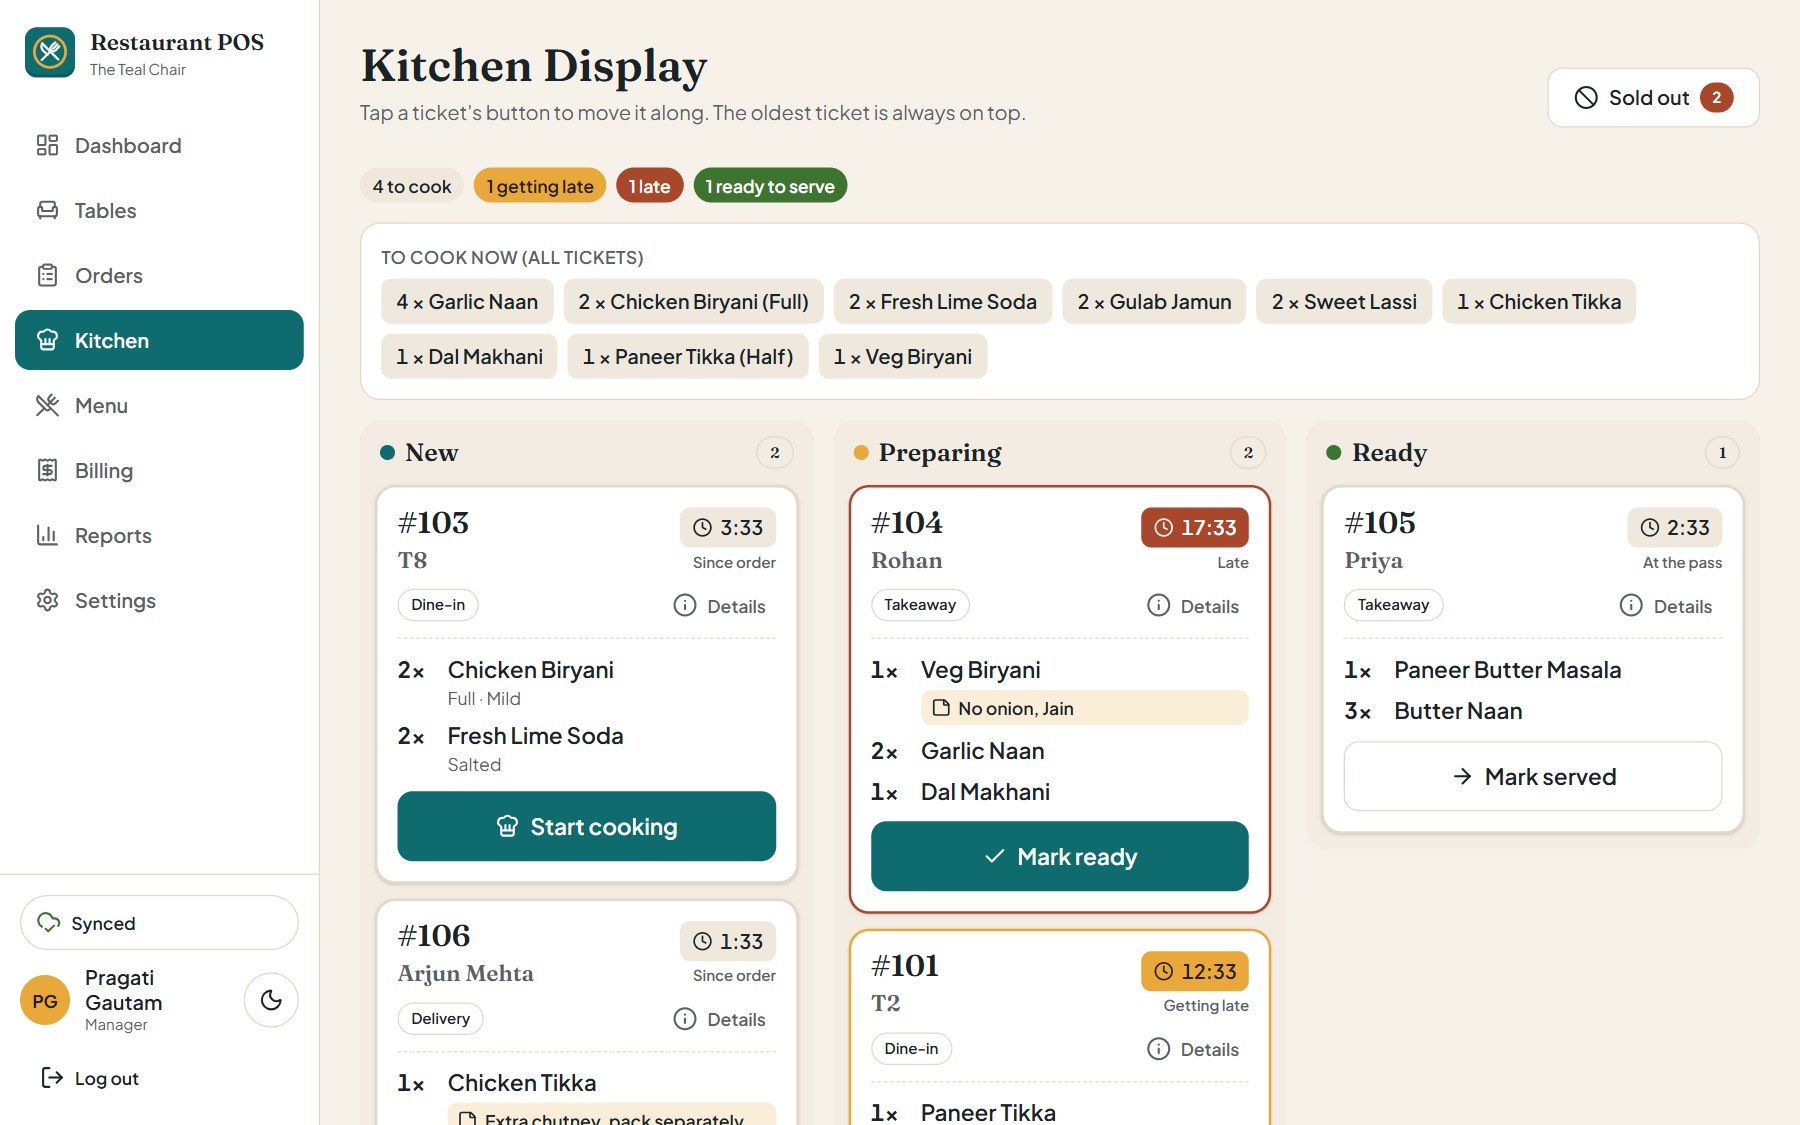 Restaurant POS
The Teal Chair
Dashboard
Tables
Orders
Kitchen
Menu
Billing
Reports
Settings
Synced
PG
Pragati
Gautam
Manager
Log out
Kitchen Display
Tap a ticket's button to move it along. The oldest ticket is always on top.
Sold out 2
4 to cook 1 getting late 1 late 1 ready to serve
TO COOK NOW (ALL TICKETS)
4 × Garlic Naan 2 × Chicken Biryani (Full) 2 × Fresh Lime Soda 2 × Gulab Jamun 2 × Sweet Lassi 1 × Chicken Tikka
1 × Dal Makhani 1 × Paneer Tikka (Half) 1 × Veg Biryani
New 2
#103 3:33
T8 Since order
Dine-in Details
2× Chicken Biryani
Full · Mild
2× Fresh Lime Soda
Salted
Start cooking
#106 1:33
Arjun Mehta Since order
Delivery Details
1× Chicken Tikka
Extra chutney, pack separately
Preparing 2
#104 17:33
Rohan Late
Takeaway Details
1× Veg Biryani
No onion, Jain
2× Garlic Naan
1× Dal Makhani
Mark ready
#101 12:33
T2 Getting late
Dine-in Details
1× Paneer Tikka
Ready 1
#105 2:33
Priya At the pass
Takeaway Details
1× Paneer Butter Masala
3× Butter Naan
Mark served